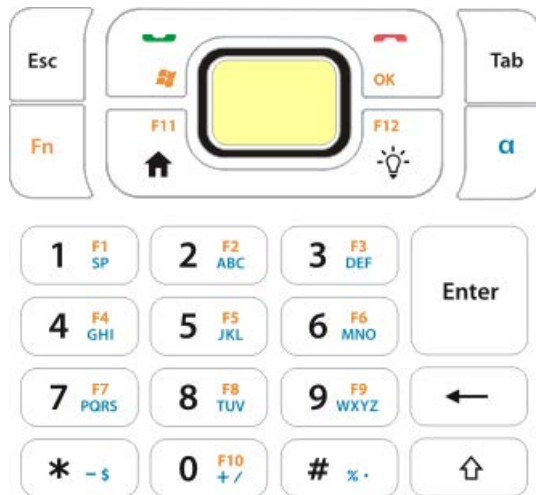 Esc
Tab
OK
Fn
F11
F12
α
1 F1 SP
2 F2 ABC
3 F3 DEF
Enter
4 F4 GHI
5 F5 JKL
6 F6 MNO
7 F7 PQRS
8 F8 TUV
9 F9 WXYZ
* - $
0 F10 + /
# % ·